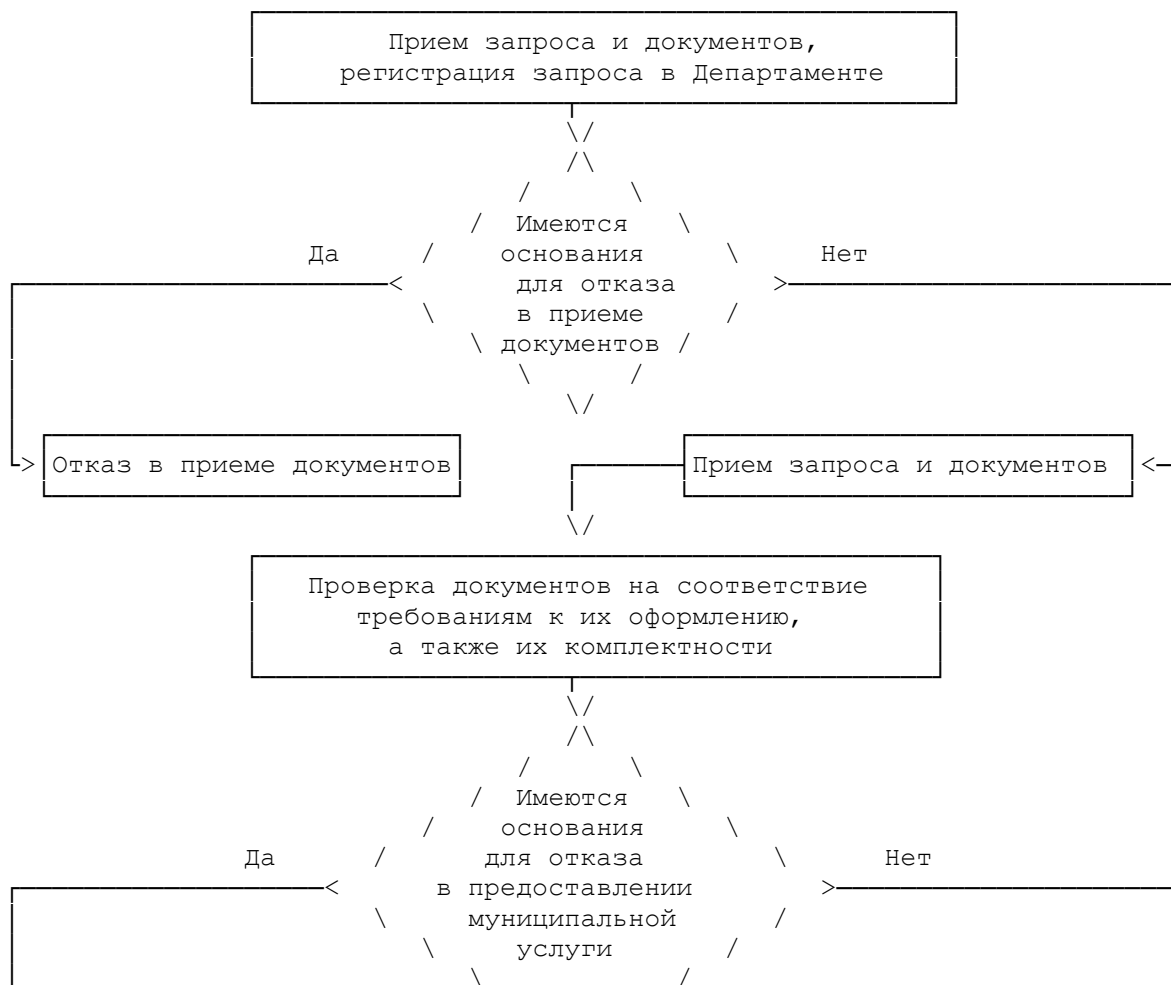 Прием запроса и документов,
регистрация запроса в Департаменте
Имеются
Да основания Нет
для отказа
в приеме
документов
Отказ в приеме документов Прием запроса и документов
Проверка документов на соответствие
требованиям к их оформлению,
а также их комплектности
Имеются
основания
Да для отказа Нет
в предоставлении
муниципальной
услуги